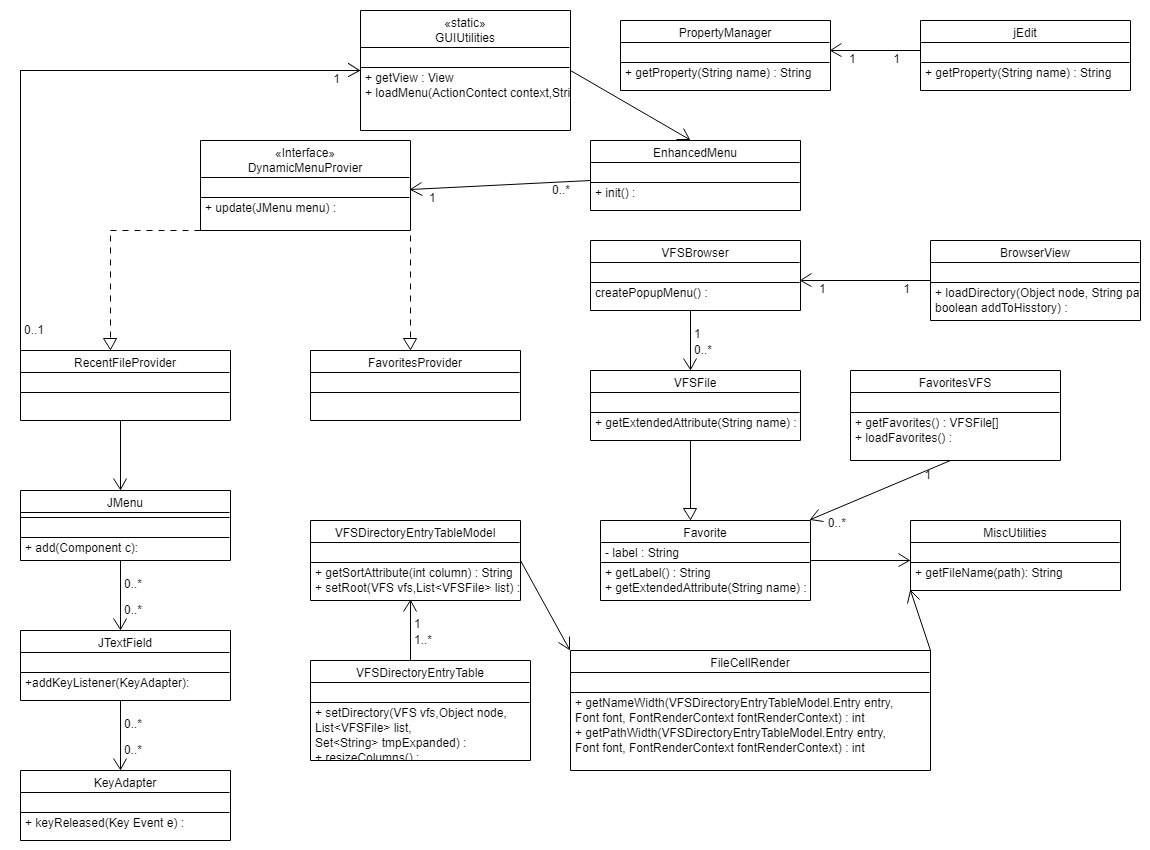 «static»
GUIUtilities
+ getView : View
+ loadMenu(ActionContect context,Stri
1
PropertyManager
+ getProperty(String name) : String
1
1
jEdit
+ getProperty(String name) : String
«Interface»
DynamicMenuProvier
+ update(JMenu menu) :
1
0..*
EnhancedMenu
+ init() :
VFSBrowser
createPopupMenu() :
1
1
BrowserView
+ loadDirectory(Object node, String pa
boolean addToHisstory) :
0..1
1
0..*
RecentFileProvider
FavoritesProvider
VFSFile
+ getExtendedAttribute(String name) :
FavoritesVFS
+ getFavorites() : VFSFile[]
+ loadFavorites() :
1
0..*
JMenu
+ add(Component c):
0..*
0..*
VFSDirectoryEntryTableModel
+ getSortAttribute(int column) : String
+ setRoot(VFS vfs,List<VFSFile> list) :
Favorite
- label : String
+ getLabel() : String
+ getExtendedAttribute(String name) :
MiscUtilities
+ getFileName(path): String
1
1..*
JTextField
+addKeyListener(KeyAdapter):
0..*
0..*
VFSDirectoryEntryTable
+ setDirectory(VFS vfs,Object node,
List<VFSFile> list,
Set<String> tmpExpanded) :
+ resizeColumns() :
FileCellRender
+ getNameWidth(VFSDirectoryEntryTableModel.Entry entry,
Font font, FontRenderContext fontRenderContext) : int
+ getPathWidth(VFSDirectoryEntryTableModel.Entry entry,
Font font, FontRenderContext fontRenderContext) : int
KeyAdapter
+ keyReleased(Key Event e) :